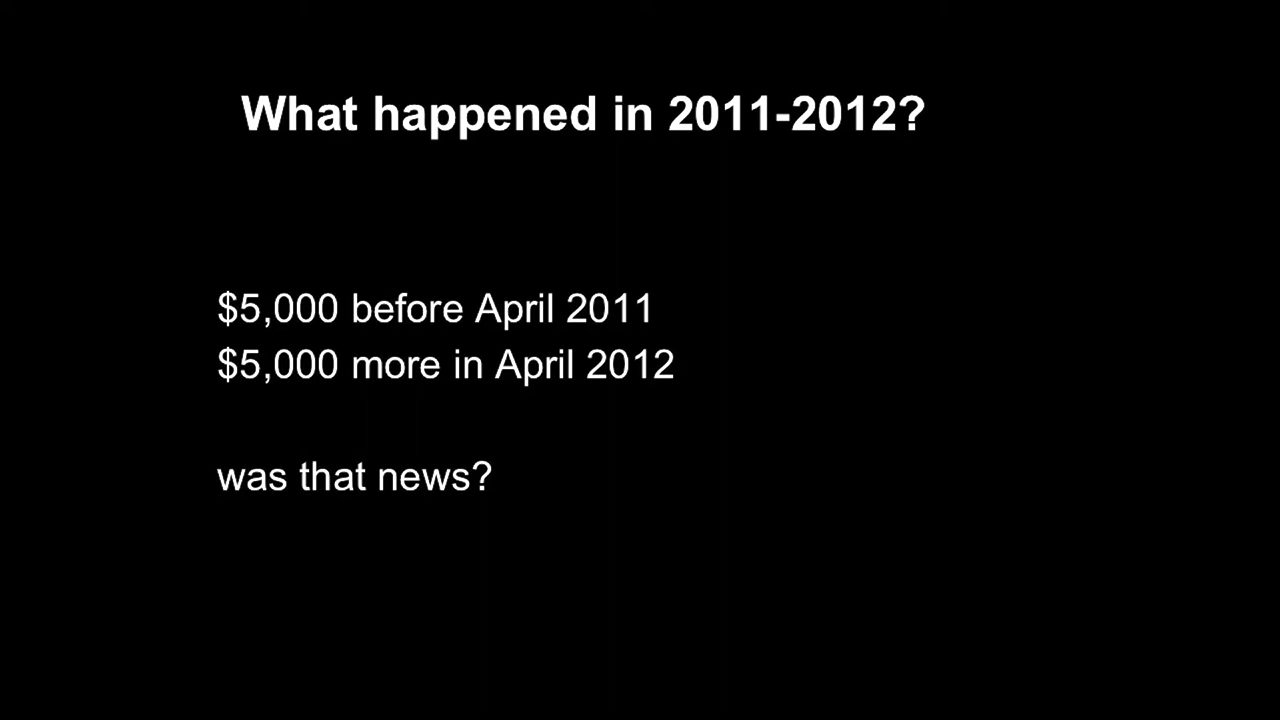 What happened in 2011-2012?
$5,000 before April 2011
$5,000 more in April 2012
was that news?